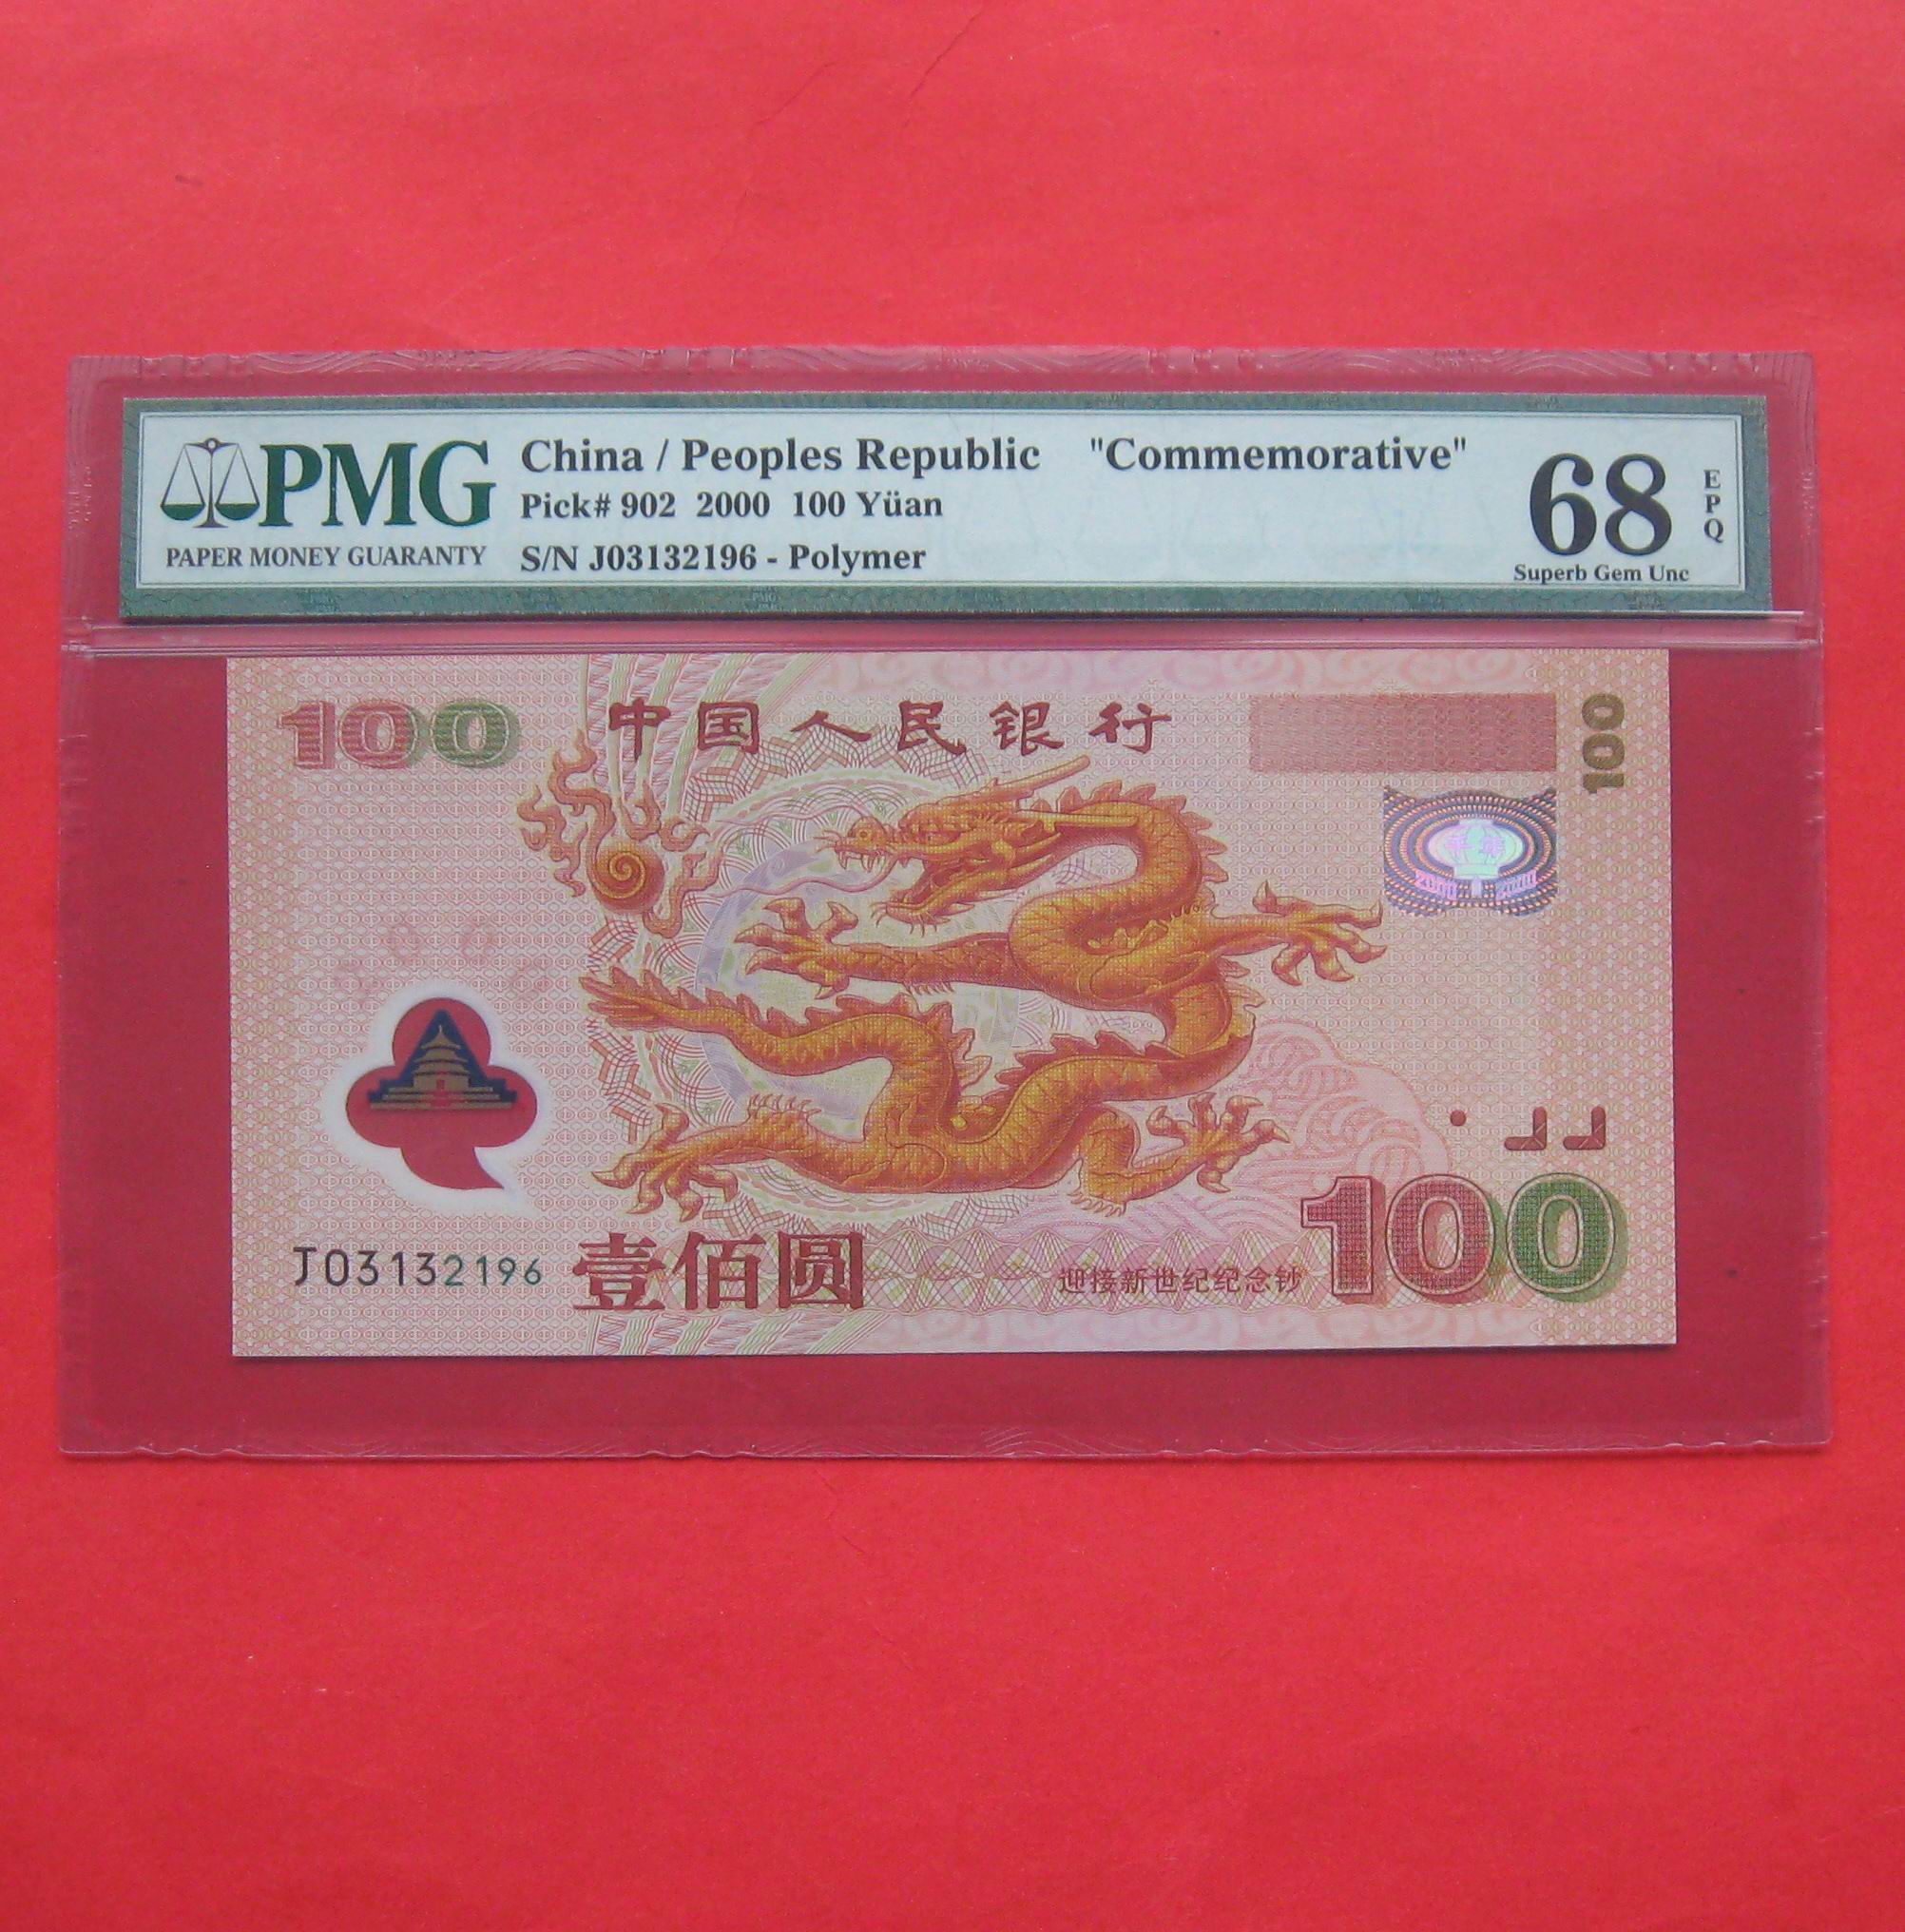 PMG
PAPER MONEY GUARANTY
China / Peoples Republic "Commemorative"
Pick# 902 2000 100 Yüan
S/N J03132196 - Polymer
68
EPQ
Superb Gem Unc
100
中国人民银行
100
2000 2000
J03132196
壹佰圆
迎接新世纪纪念钞
100